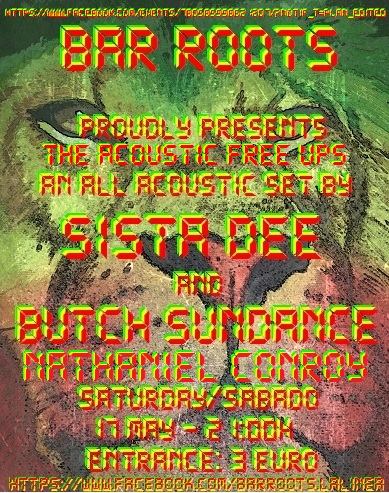 BAR ROOTS
PROUDLY PRESENTS
THE ACOUSTIC FREE UPS
AN ALL ACOUSTIC SET BY
SISTA DEE
AND
BUTCH SUNDANCE
NATHANIEL CONROY
SATURDAY/SABADO
17 MAY - 21:00H
ENTRANCE: 3 EURO
HTTPS://WWW.FACEBOOK.COM/BARROOTS.LALINEA